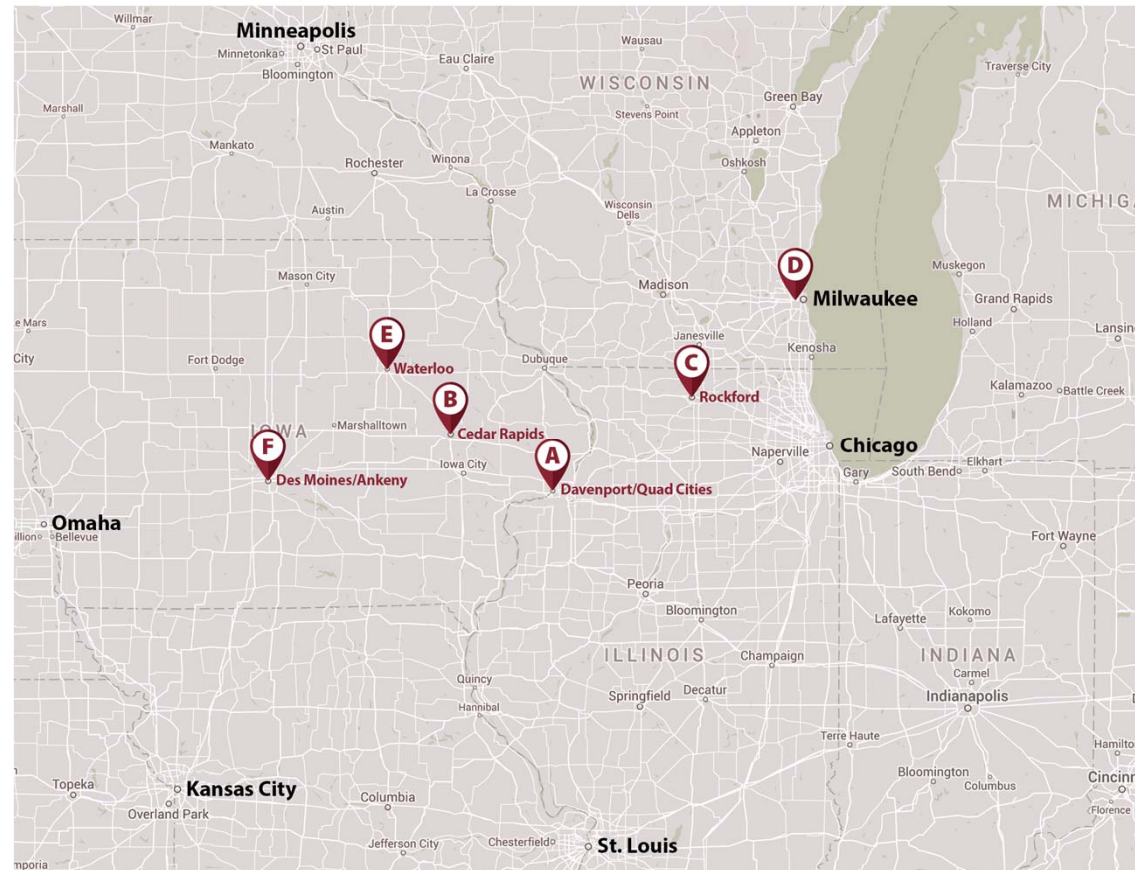 Willmar
Minneapolis
Minnetonka
St Paul
Bloomington
Eau Claire
Wausau
WISCONSIN
Stevens Point
Green Bay
Traverse City
Marshall
Mankato
Appleton
Oshkosh
Rochester
Winona
La Crosse
Wisconsin Dells
MICHIGA
Austin
Mason City
Madison
D
Milwaukee
Muskegon
Grand Rapids
Holland
Lansin
Mars
City
Fort Dodge
E
Waterloo
Dubuque
Janesville
Kenosha
C
Rockford
Kalamazoo
Battle Creek
B
Cedar Rapids
Marshalltown
IOWA
F
Des Moines/Ankeny
Iowa City
A
Davenport/Quad Cities
Naperville
Chicago
Gary
South Bend
Elkhart
Omaha
Bellevue
Fort Wayne
Peoria
Bloomington
Lafayette
Kokomo
ILLINOIS
Champaign
INDIANA
Carmel
Quincy
Hannibal
Springfield
Decatur
Indianapolis
Terre Haute
Hamilto
Topeka
Kansas City
Overland Park
Columbia
Bloomington
Columbus
Cincinn
Florence
Jefferson City
Chesterfield
St. Louis
mporia